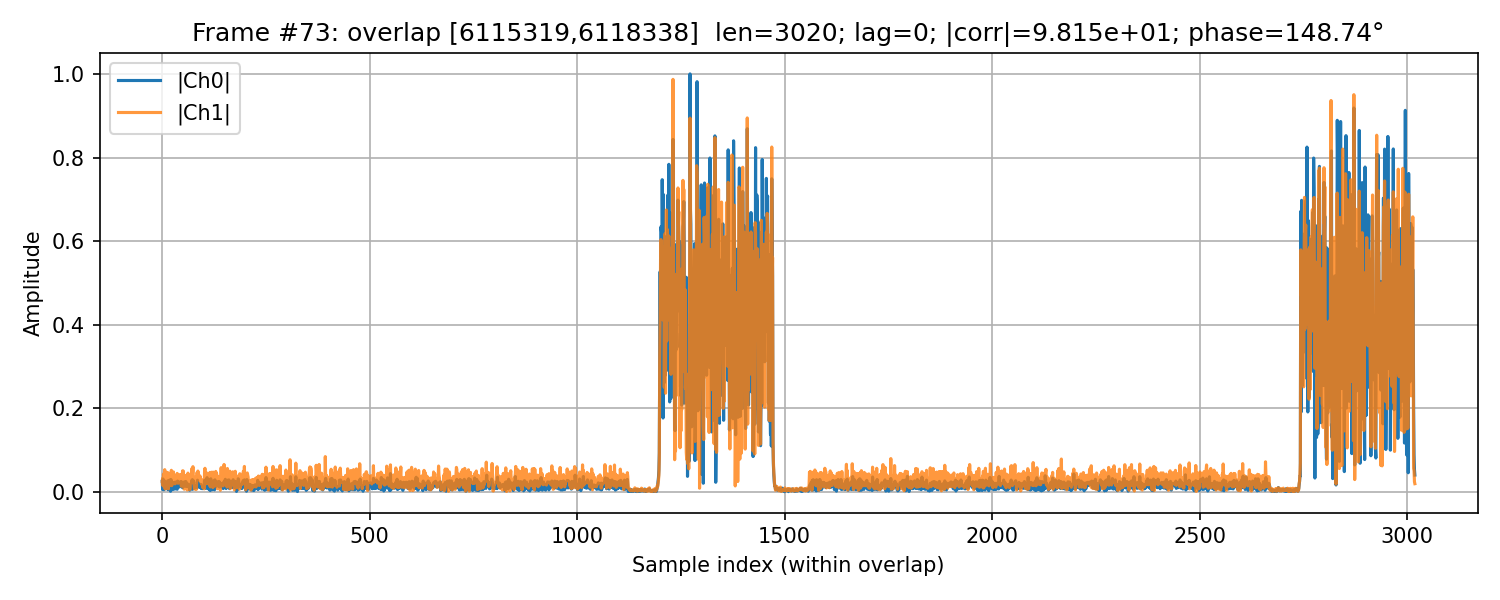 Frame #73: overlap [6115319,6118338]  len=3020; lag=0; |corr|=9.815e+01; phase=148.74°
|Ch0|
|Ch1|
Amplitude
1.0
0.8
0.6
0.4
0.2
0.0
0 500 1000 1500 2000 2500 3000
Sample index (within overlap)